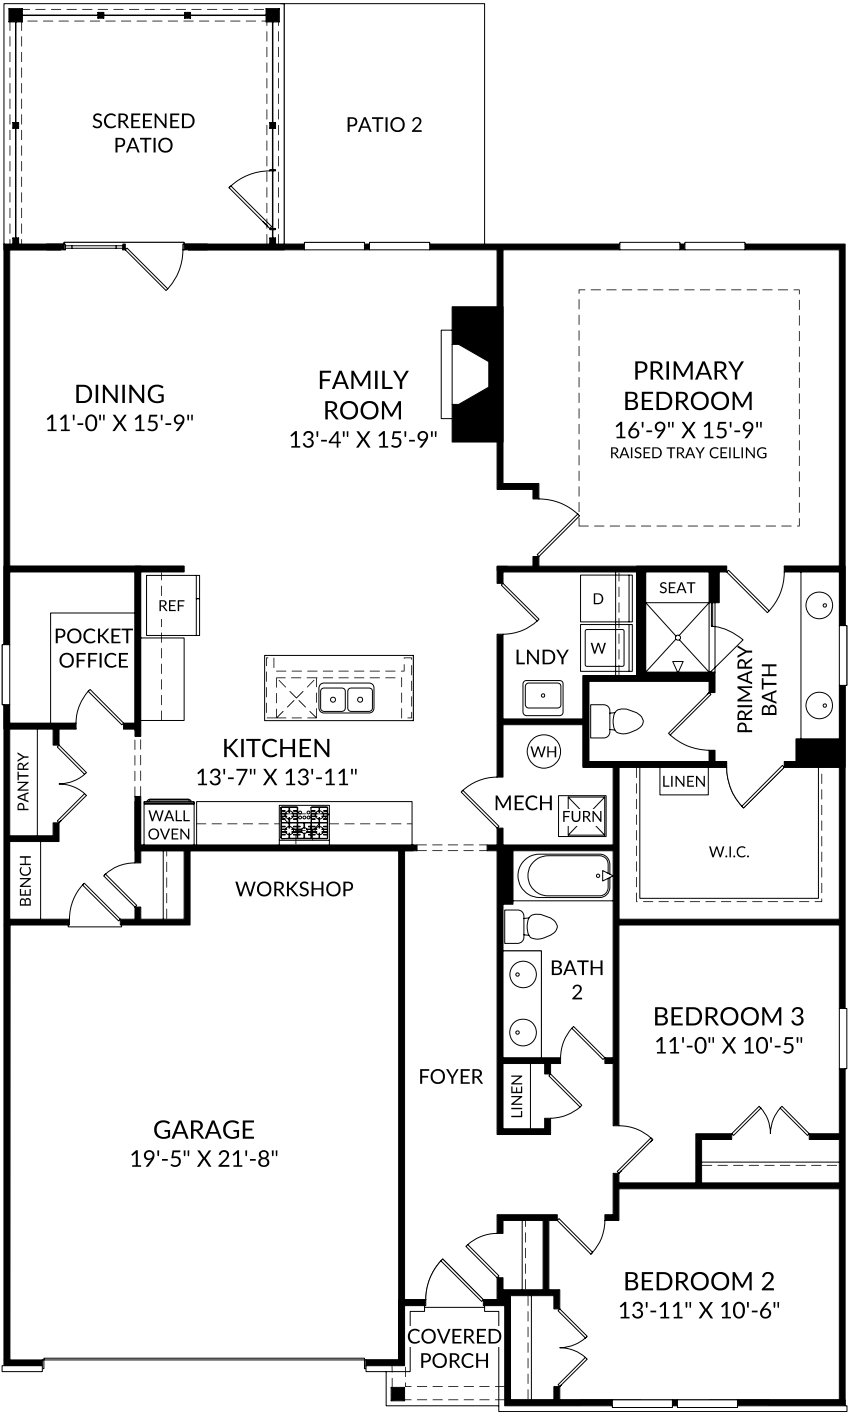 SCREENED
PATIO
PATIO 2
DINING
11'-0" X 15'-9"
FAMILY
ROOM
13'-4" X 15'-9"
PRIMARY
BEDROOM
16'-9" X 15'-9"
RAISED TRAY CEILING
POCKET
OFFICE
REF
LNDY
D
W
SEAT
PRIMARY
BATH
KITCHEN
13'-7" X 13'-11"
PANTRY
WALL
OVEN
WH
MECH
FURN
LINEN
W.I.C.
BENCH
WORKSHOP
BATH
2
BEDROOM 3
11'-0" X 10'-5"
FOYER
LINEN
GARAGE
19'-5" X 21'-8"
BEDROOM 2
13'-11" X 10'-6"
COVERED
PORCH